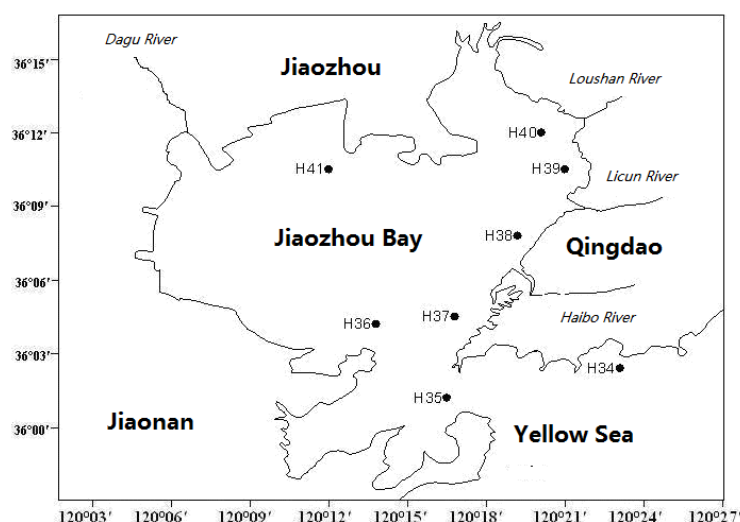 Dagu River
36°15′
Jiaozhou
Loushan River
36°12′
H40
H41
H39
Licun River
36°09′
Jiaozhou Bay
H38
Qingdao
36°06′
H36
H37
Haibo River
36°03′
H34
H35
Jiaonan
36°00′
Yellow Sea
120°03′ 120°06′ 120°09′ 120°12′ 120°15′ 120°18′ 120°21′ 120°24′ 120°27′